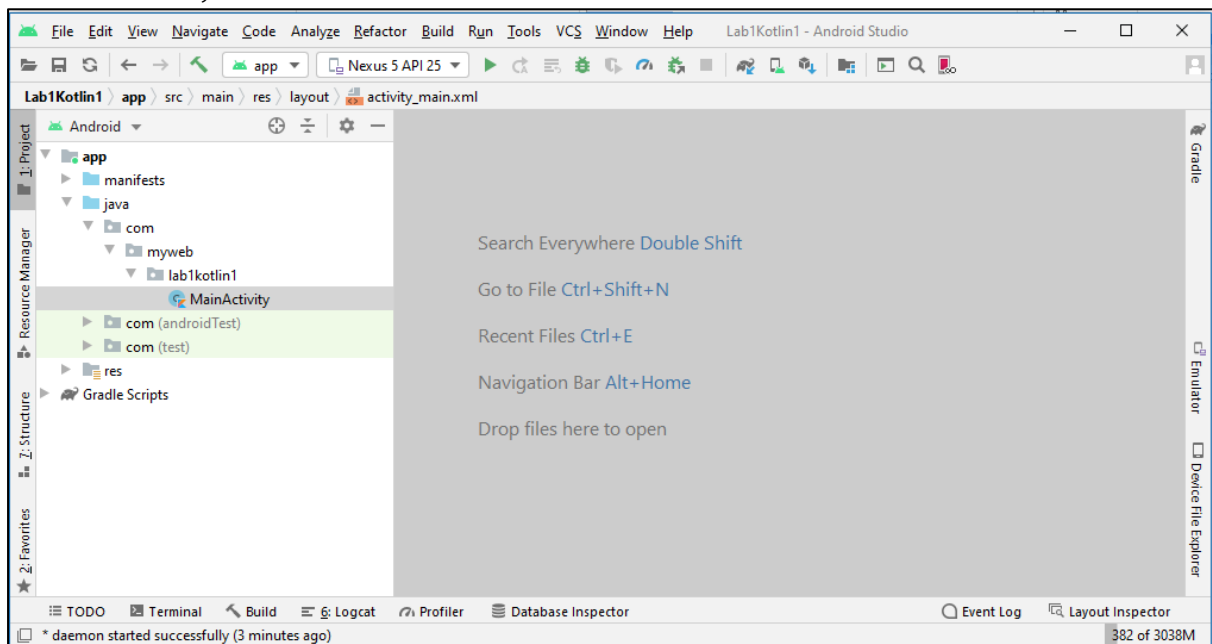 File Edit View Navigate Code Analyze Refactor Build Run Tools VCS Window Help Lab1Kotlin1 - Android Studio
app Nexus 5 API 25
Lab1Kotlin1 app src main res layout activity_main.xml
1: Project
Resource Manager
7: Structure
2: Favorites
Android
app
manifests
java
com
myweb
lab1kotlin1
MainActivity
com (androidTest)
com (test)
res
Gradle Scripts
Search Everywhere Double Shift
Go to File Ctrl+Shift+N
Recent Files Ctrl+E
Navigation Bar Alt+Home
Drop files here to open
Gradle
Emulator
Device File Explorer
TODO Terminal Build 6: Logcat Profiler Database Inspector Event Log Layout Inspector
* daemon started successfully (3 minutes ago) 382 of 3038M